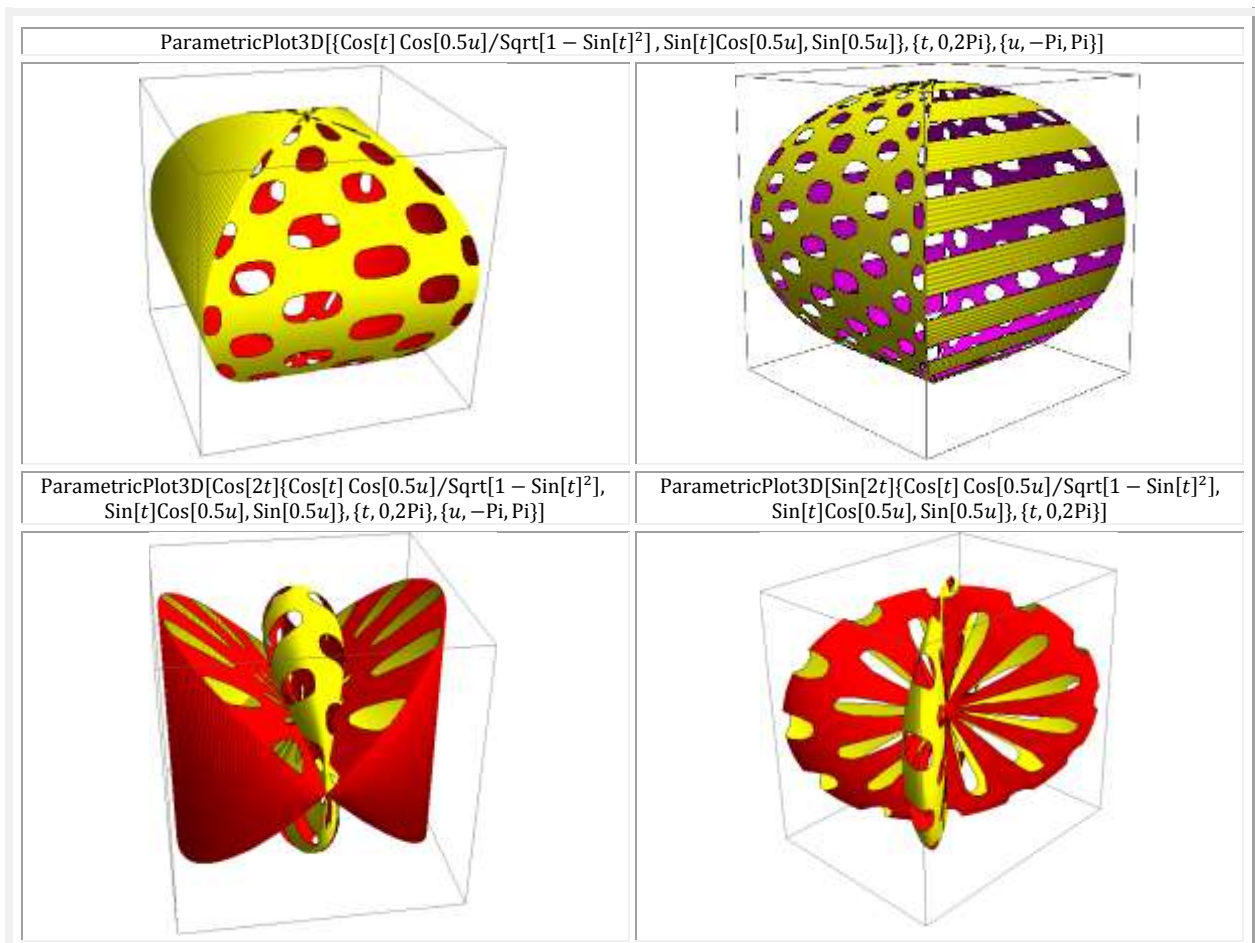 ParametricPlot3D[{Cos[t] Cos[0.5u]/Sqrt[1 − Sin[t]²] , Sin[t]Cos[0.5u], Sin[0.5u]}, {t, 0,2Pi}, {u, −Pi, Pi}]
ParametricPlot3D[Cos[2t]{Cos[t] Cos[0.5u]/Sqrt[1 − Sin[t]²],
Sin[t]Cos[0.5u], Sin[0.5u]}, {t, 0,2Pi}, {u, −Pi, Pi}]
ParametricPlot3D[Sin[2t]{Cos[t] Cos[0.5u]/Sqrt[1 − Sin[t]²],
Sin[t]Cos[0.5u], Sin[0.5u]}, {t, 0,2Pi}]